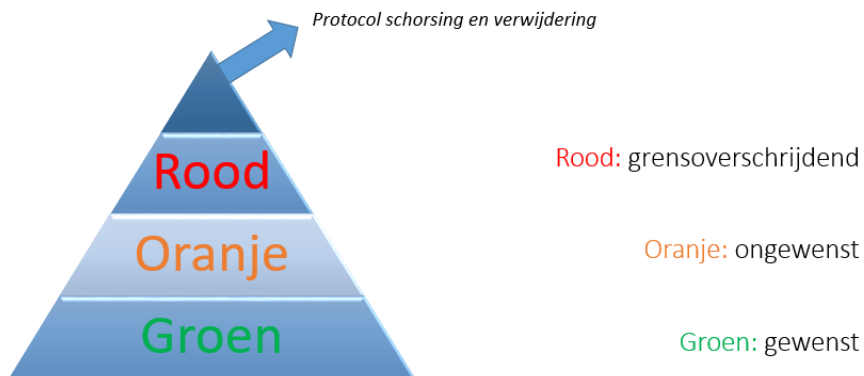 Protocol schorsing en verwijdering
Rood
Rood: grensoverschrijdend
Oranje
Oranje: ongewenst
Groen
Groen: gewenst